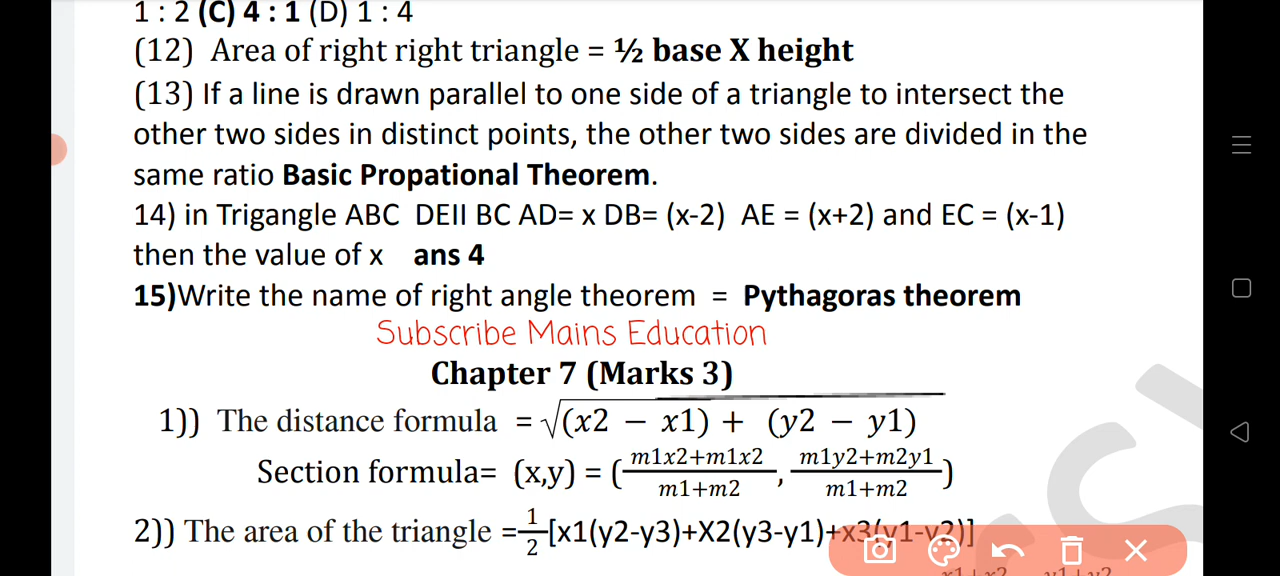 1 : 2 (C) 4 : 1 (D) 1 : 4
(12) Area of right right triangle = ½ base X height
(13) If a line is drawn parallel to one side of a triangle to intersect the
other two sides in distinct points, the other two sides are divided in the
same ratio Basic Propational Theorem.
14) in Trigangle ABC DEII BC AD= x DB= (x-2) AE = (x+2) and EC = (x-1)
then the value of x ans 4
15)Write the name of right angle theorem = Pythagoras theorem
Subscribe Mains Education
Chapter 7 (Marks 3)
1)) The distance formula = √(x2 − x1) + (y2 − y1)
Section formula= (x,y) = (m1x2+m1x2/m1+m2, m1y2+m2y1/m1+m2)
2)) The area of the triangle =1/2[x1(y2-y3)+X2(y3-y1)+x3(y1-y2)]